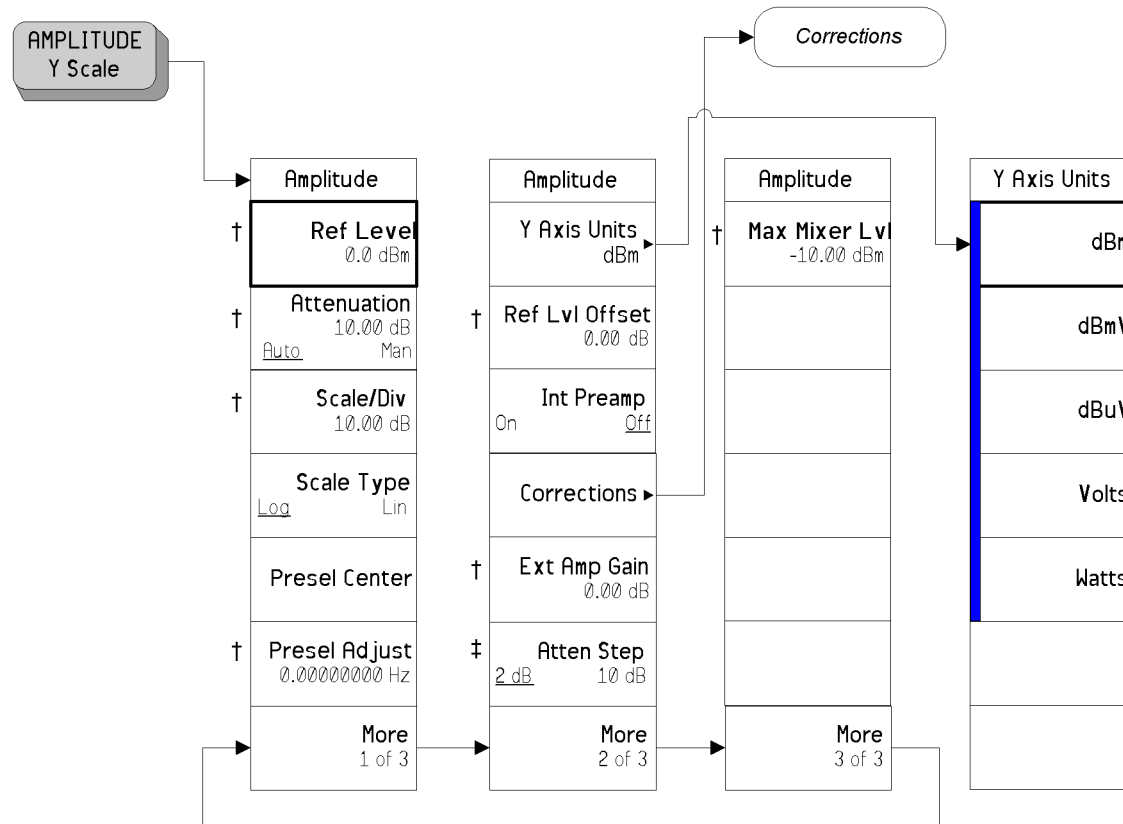 AMPLITUDE
Y Scale
Corrections
Amplitude
† Ref Level
0.0 dBm
† Attenuation
10.00 dB
Auto Man
† Scale/Div
10.00 dB
Scale Type
Log Lin
Presel Center
† Presel Adjust
0.00000000 Hz
More
1 of 3
Amplitude
Y Axis Units
dBm
† Ref Lvl Offset
0.00 dB
Int Preamp
On Off
Corrections
† Ext Amp Gain
0.00 dB
‡ Atten Step
2 dB 10 dB
More
2 of 3
Amplitude
† Max Mixer Lvl
-10.00 dBm
More
3 of 3
Y Axis Units
Volts
Watts